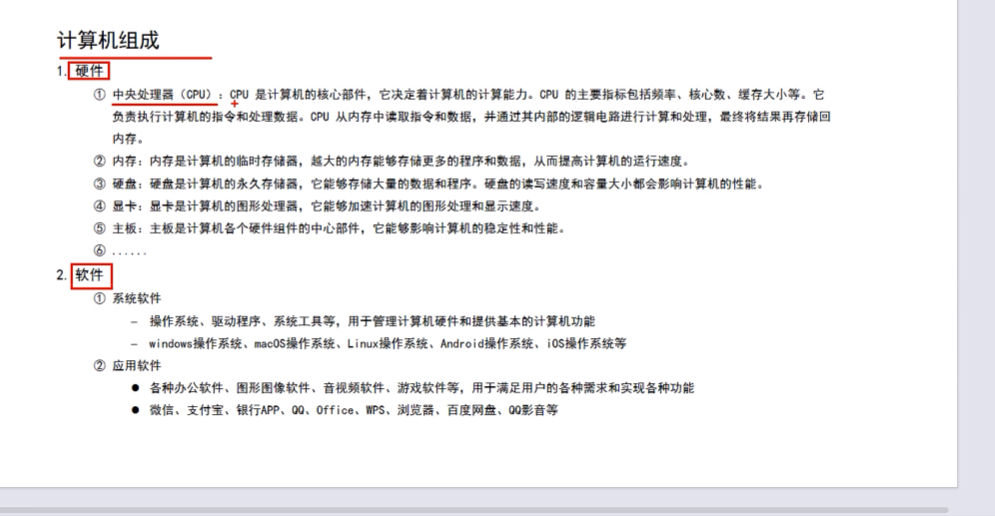 计算机组成
1. 硬件
① 中央处理器（CPU）：CPU 是计算机的核心部件，它决定着计算机的计算能力。CPU 的主要指标包括频率、核心数、缓存大小等。它
负责执行计算机的指令和处理数据。CPU 从内存中读取指令和数据，并通过其内部的逻辑电路进行计算和处理，最终将结果再存储回
内存。
② 内存：内存是计算机的临时存储器，越大的内存能够存储更多的程序和数据，从而提高计算机的运行速度。
③ 硬盘：硬盘是计算机的永久存储器，它能够存储大量的数据和程序。硬盘的读写速度和容量大小都会影响计算机的性能。
④ 显卡：显卡是计算机的图形处理器，它能够加速计算机的图形处理和显示速度。
⑤ 主板：主板是计算机各个硬件组件的中心部件，它能够影响计算机的稳定性和性能。
⑥ ......
2. 软件
① 系统软件
– 操作系统、驱动程序、系统工具等，用于管理计算机硬件和提供基本的计算机功能
– windows操作系统、macOS操作系统、Linux操作系统、Android操作系统、iOS操作系统等
② 应用软件
● 各种办公软件、图形图像软件、音视频软件、游戏软件等，用于满足用户的各种需求和实现各种功能
● 微信、支付宝、银行APP、QQ、Office、WPS、浏览器、百度网盘、QQ影音等